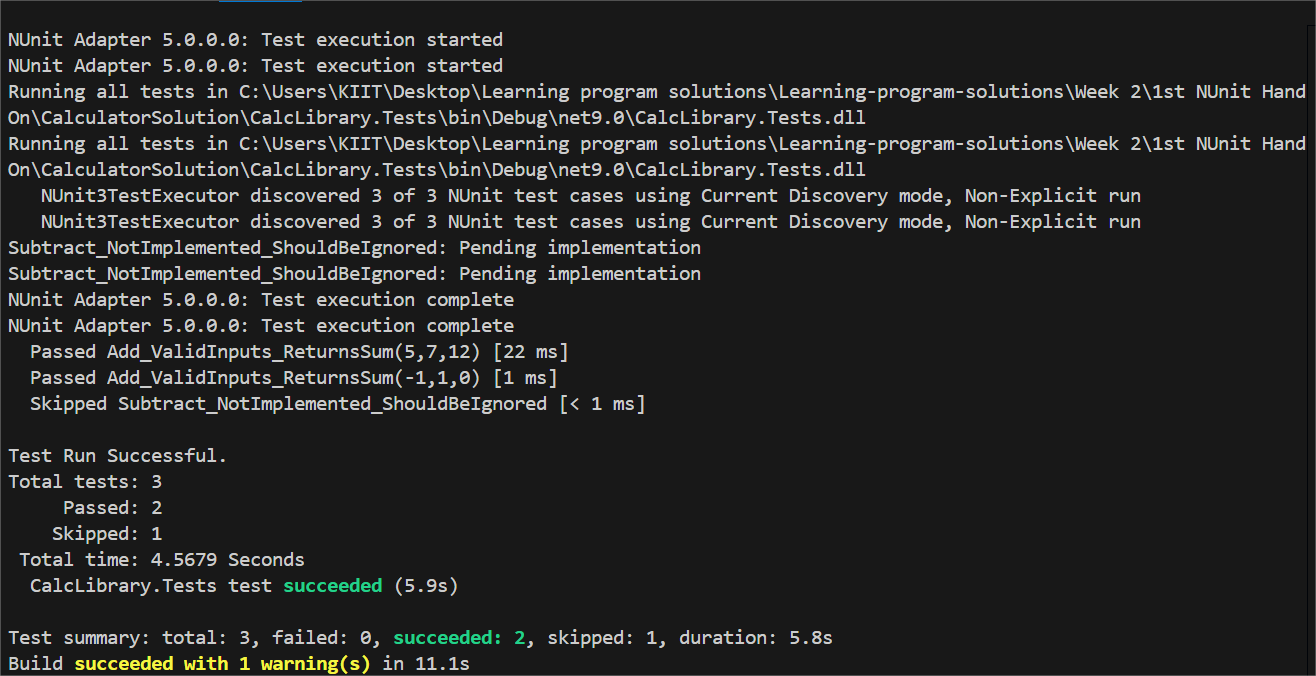 NUnit Adapter 5.0.0.0: Test execution started
NUnit Adapter 5.0.0.0: Test execution started
Running all tests in C:\Users\KIIT\Desktop\Learning program solutions\Learning-program-solutions\Week 2\1st NUnit Hand
On\CalculatorSolution\CalcLibrary.Tests\bin\Debug\net9.0\CalcLibrary.Tests.dll
Running all tests in C:\Users\KIIT\Desktop\Learning program solutions\Learning-program-solutions\Week 2\1st NUnit Hand
On\CalculatorSolution\CalcLibrary.Tests\bin\Debug\net9.0\CalcLibrary.Tests.dll
   NUnit3TestExecutor discovered 3 of 3 NUnit test cases using Current Discovery mode, Non-Explicit run
   NUnit3TestExecutor discovered 3 of 3 NUnit test cases using Current Discovery mode, Non-Explicit run
Subtract_NotImplemented_ShouldBeIgnored: Pending implementation
Subtract_NotImplemented_ShouldBeIgnored: Pending implementation
NUnit Adapter 5.0.0.0: Test execution complete
NUnit Adapter 5.0.0.0: Test execution complete
  Passed Add_ValidInputs_ReturnsSum(5,7,12) [22 ms]
  Passed Add_ValidInputs_ReturnsSum(-1,1,0) [1 ms]
  Skipped Subtract_NotImplemented_ShouldBeIgnored [< 1 ms]

Test Run Successful.
Total tests: 3
     Passed: 2
    Skipped: 1
 Total time: 4.5679 Seconds
  CalcLibrary.Tests test succeeded (5.9s)

Test summary: total: 3, failed: 0, succeeded: 2, skipped: 1, duration: 5.8s
Build succeeded with 1 warning(s) in 11.1s